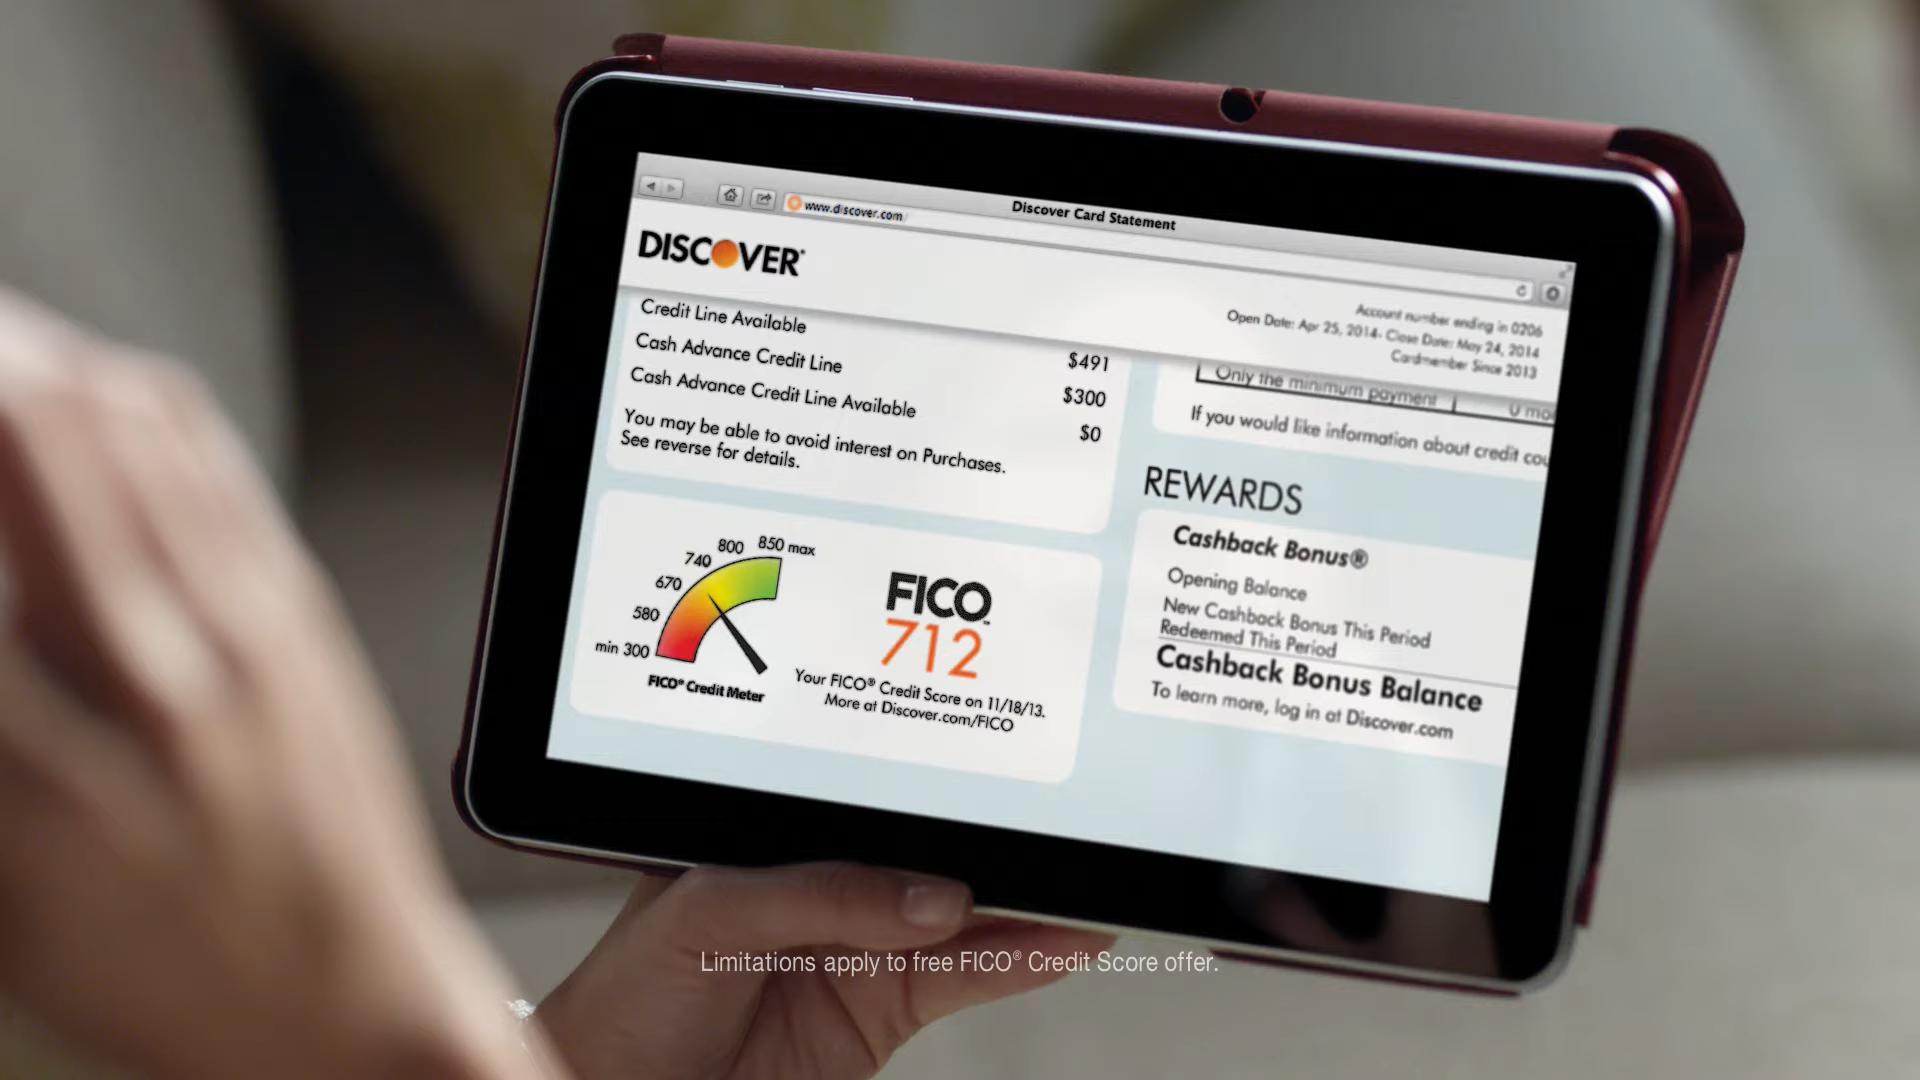 Discover Card Statement
www.discover.com
DISCOVER
Account number ending in 0206
Open Date: Apr 25, 2014- Close Date: May 24, 2014
Cardmember Since 2013
Credit Line Available
$491
Cash Advance Credit Line
$300
Cash Advance Credit Line Available
$0
You may be able to avoid interest on Purchases.
See reverse for details.
min 300
580
670
740
800
850 max
FICO® Credit Meter
FICO™
712
Your FICO® Credit Score on 11/18/13.
More at Discover.com/FICO
Only the minimum payment
If you would like information about credit
REWARDS
Cashback Bonus®
Opening Balance
New Cashback Bonus This Period
Redeemed This Period
Cashback Bonus Balance
To learn more, log in at Discover.com
Limitations apply to free FICO® Credit Score offer.